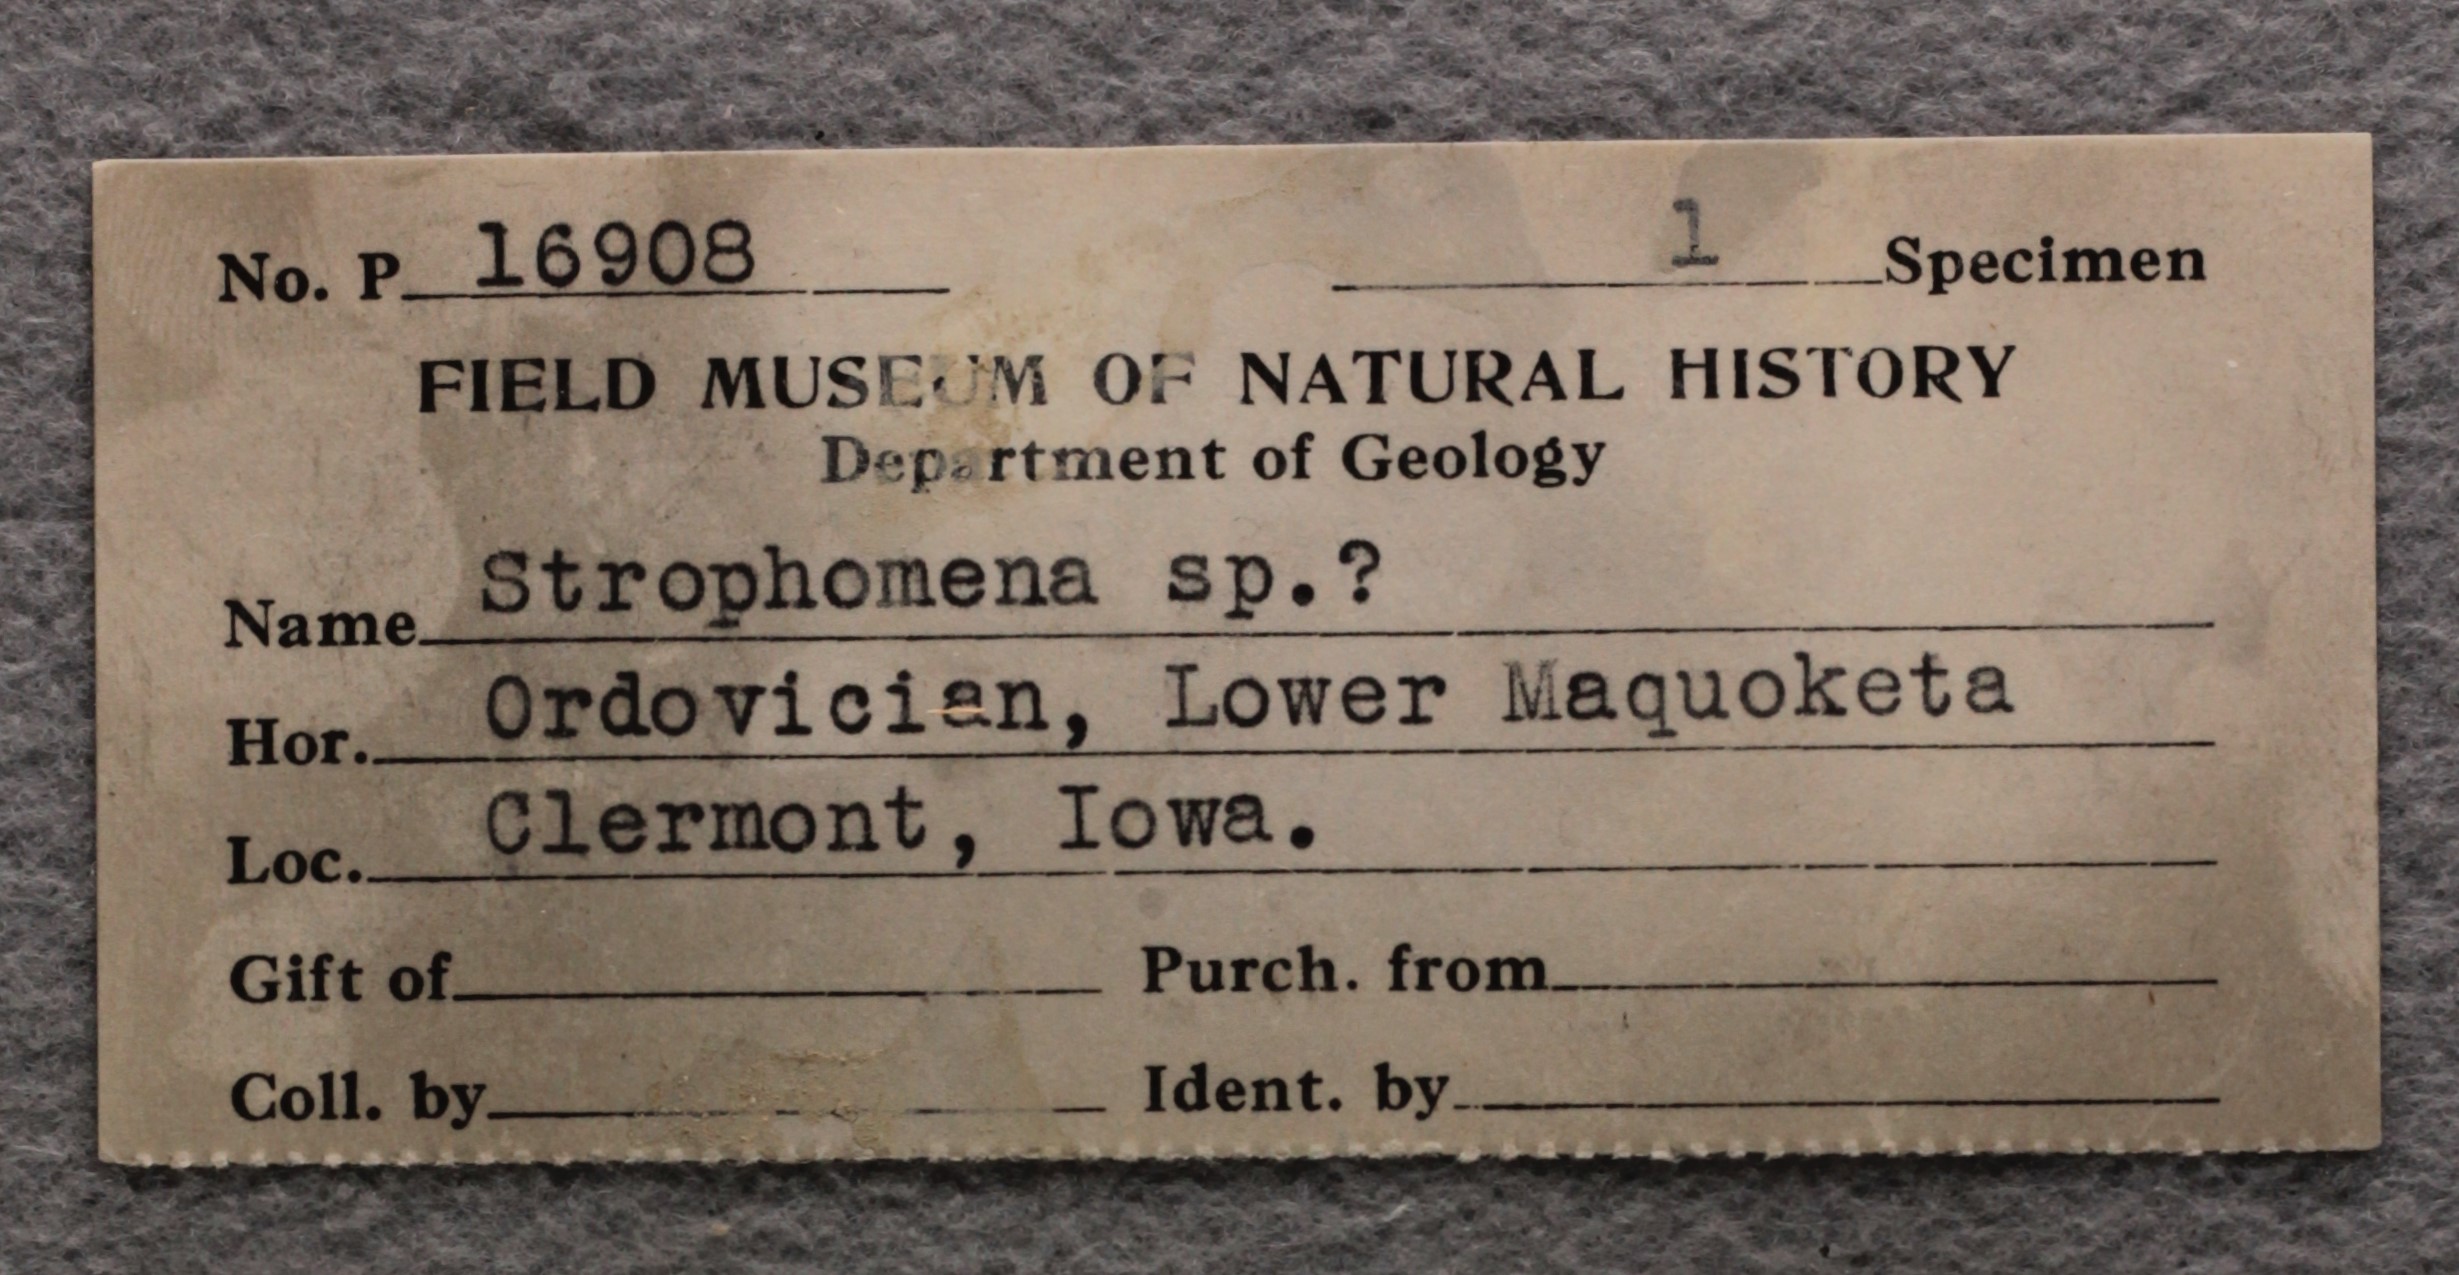 No. P 16908 1 Specimen
FIELD MUSEUM OF NATURAL HISTORY
Department of Geology
Name Strophomena sp.?
Hor. Ordovician, Lower Maquoketa
Loc. Clermont, Iowa.
Gift of Purch. from
Coll. by Ident. by